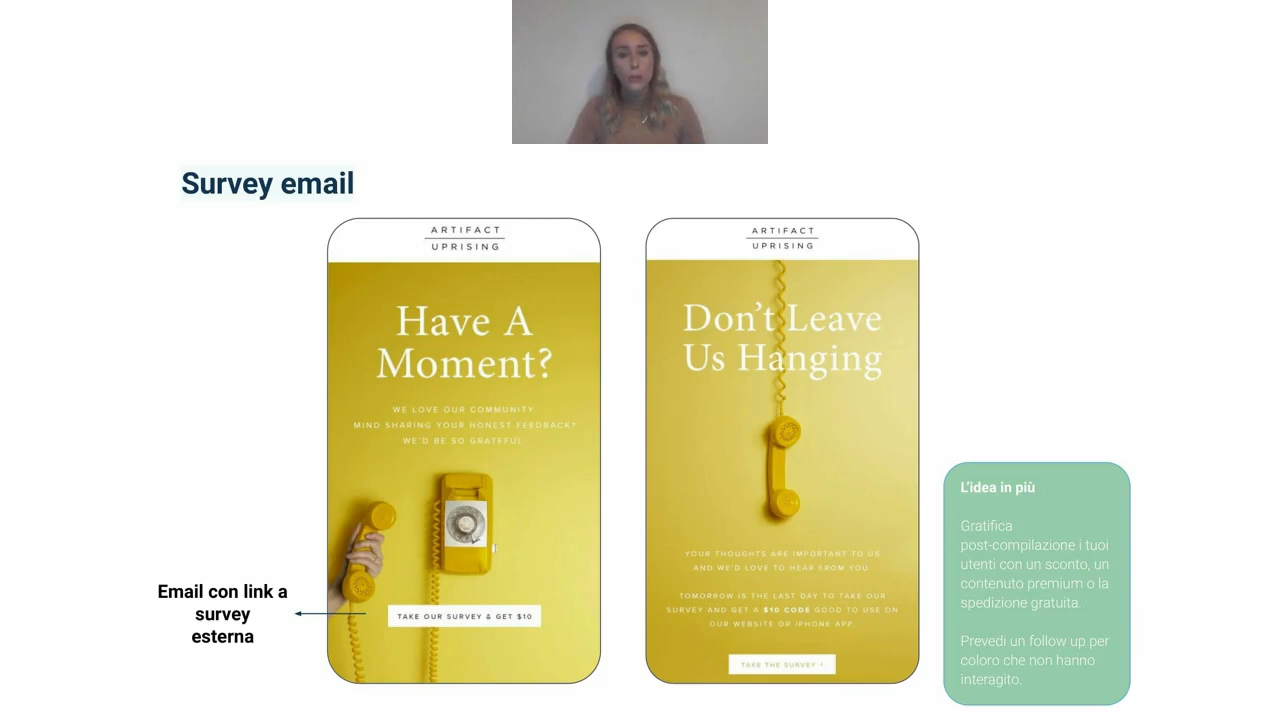 Survey email
ARTIFACT
UPRISING
Have A
Moment?
WE LOVE OUR COMMUNITY
MIND SHARING YOUR HONEST FEEDBACK?
WE'D BE SO GRATEFUL
TAKE OUR SURVEY & GET $10
Email con link a
survey
esterna
ARTIFACT
UPRISING
Don't Leave
Us Hanging
YOUR THOUGHTS ARE IMPORTANT TO US
AND WE'D LOVE TO HEAR FROM YOU
TOMORROW IS THE LAST DAY TO TAKE OUR
SURVEY AND GET A $10 CODE GOOD TO USE ON
OUR WEBSITE OR IPHONE APP.
TAKE THE SURVEY >
L'idea in più
Gratifica
post-compilazione i tuoi
utenti con un sconto, un
contenuto premium o la
spedizione gratuita.
Prevedi un follow up per
coloro che non hanno
interagito.